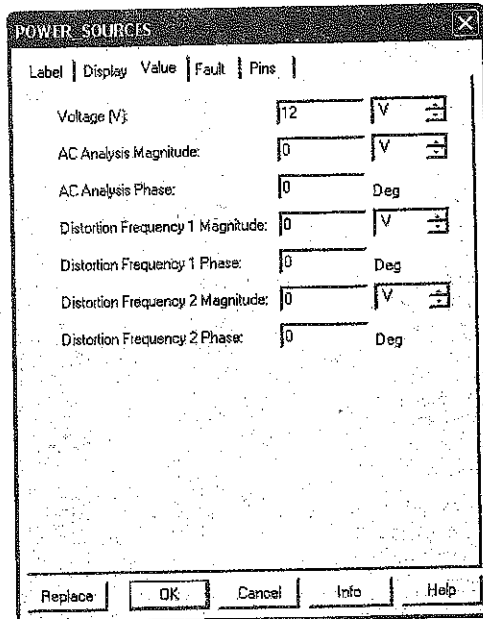 POWER_SOURCES
Label Display Value Fault Pins
Voltage (V): 12 V
AC Analysis Magnitude: 0 V
AC Analysis Phase: 0 Deg
Distortion Frequency 1 Magnitude: 0 V
Distortion Frequency 1 Phase: 0 Deg
Distortion Frequency 2 Magnitude: 0 V
Distortion Frequency 2 Phase: 0 Deg
Replace OK Cancel Info Help